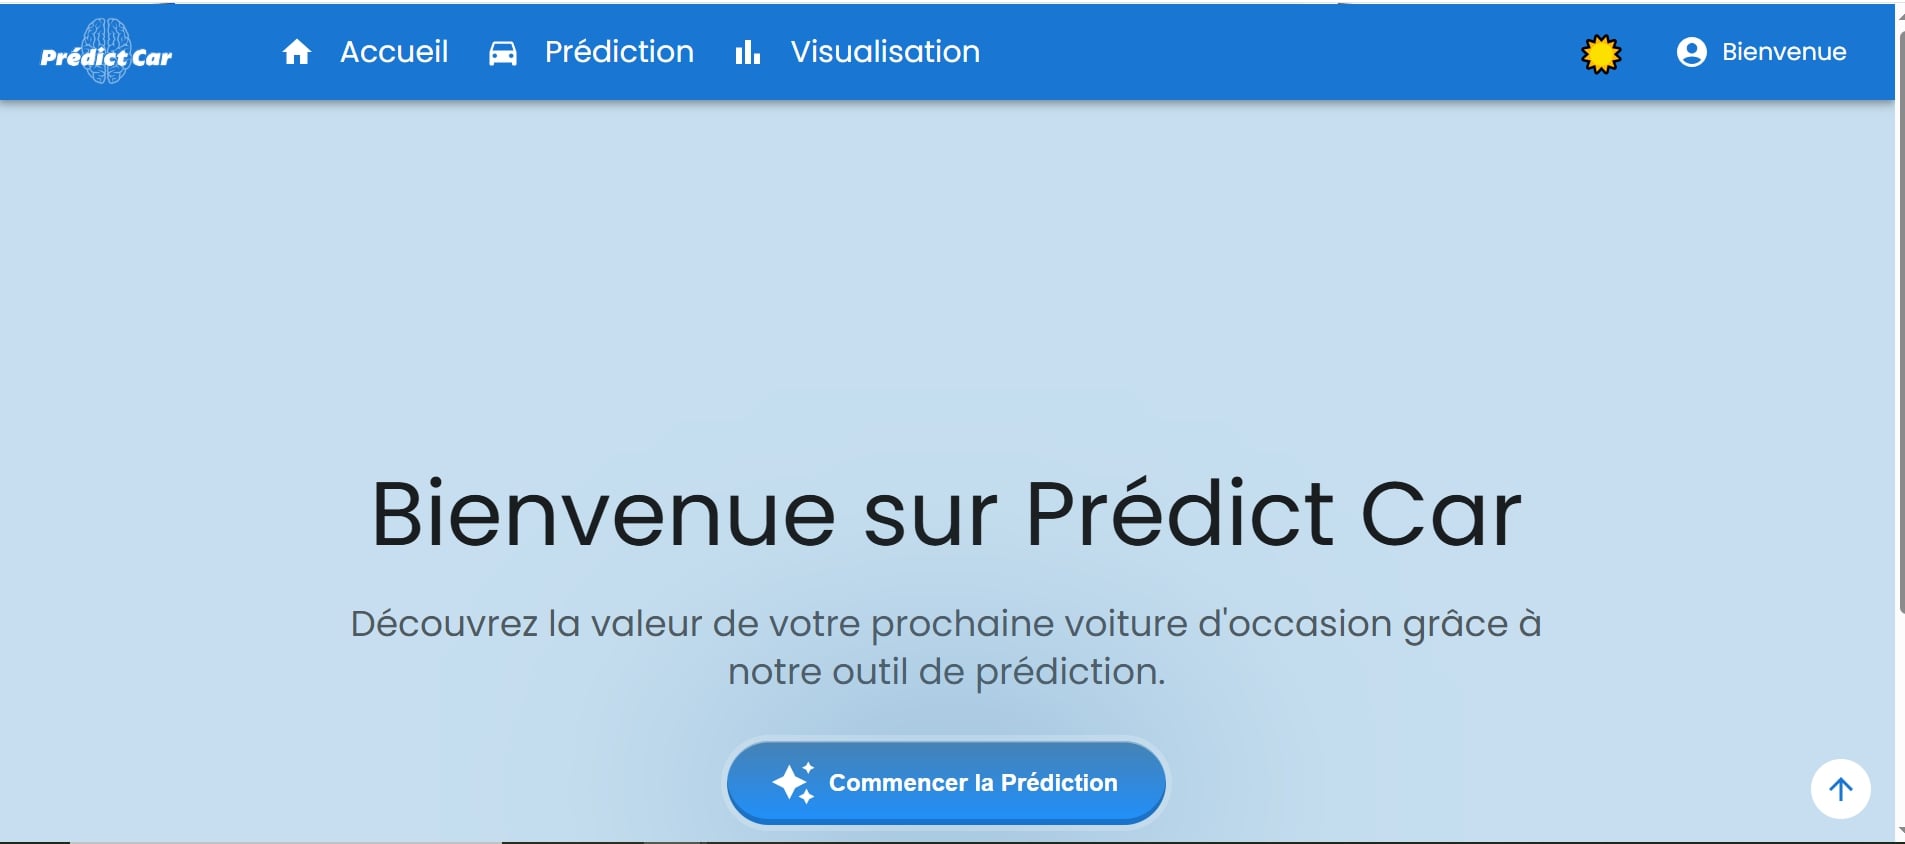 Prédict Car
Accueil
Prédiction
Visualisation
Bienvenue
Bienvenue sur Prédict Car
Découvrez la valeur de votre prochaine voiture d'occasion grâce à
notre outil de prédiction.
Commencer la Prédiction